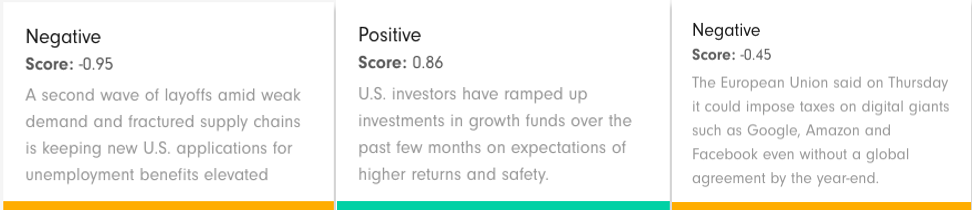 Negative
Score: -0.95
A second wave of layoffs amid weak
demand and fractured supply chains
is keeping new U.S. applications for
unemployment benefits elevated
Positive
Score: 0.86
U.S. investors have ramped up
investments in growth funds over the
past few months on expectations of
higher returns and safety.
Negative
Score: -0.45
The European Union said on Thursday
it could impose taxes on digital giants
such as Google, Amazon and
Facebook even without a global
agreement by the year-end.